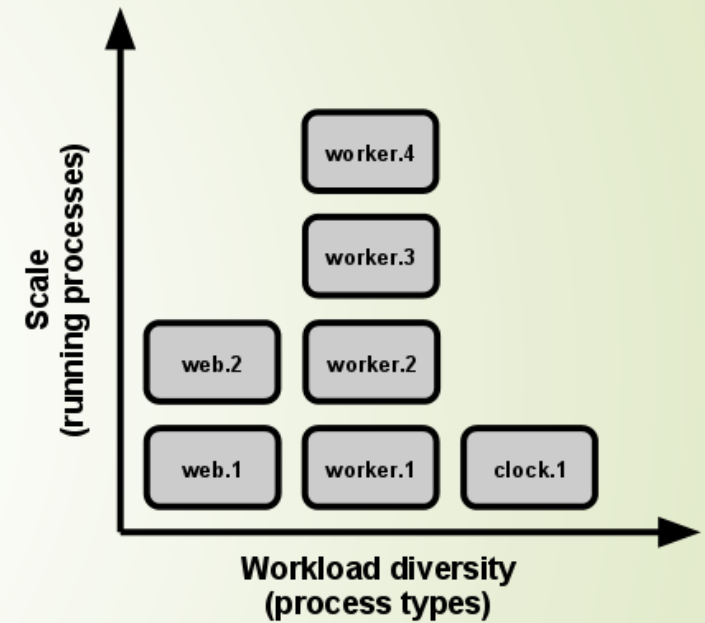 Scale
(running processes)
worker.4
worker.3
web.2
worker.2
web.1
worker.1
clock.1
Workload diversity
(process types)